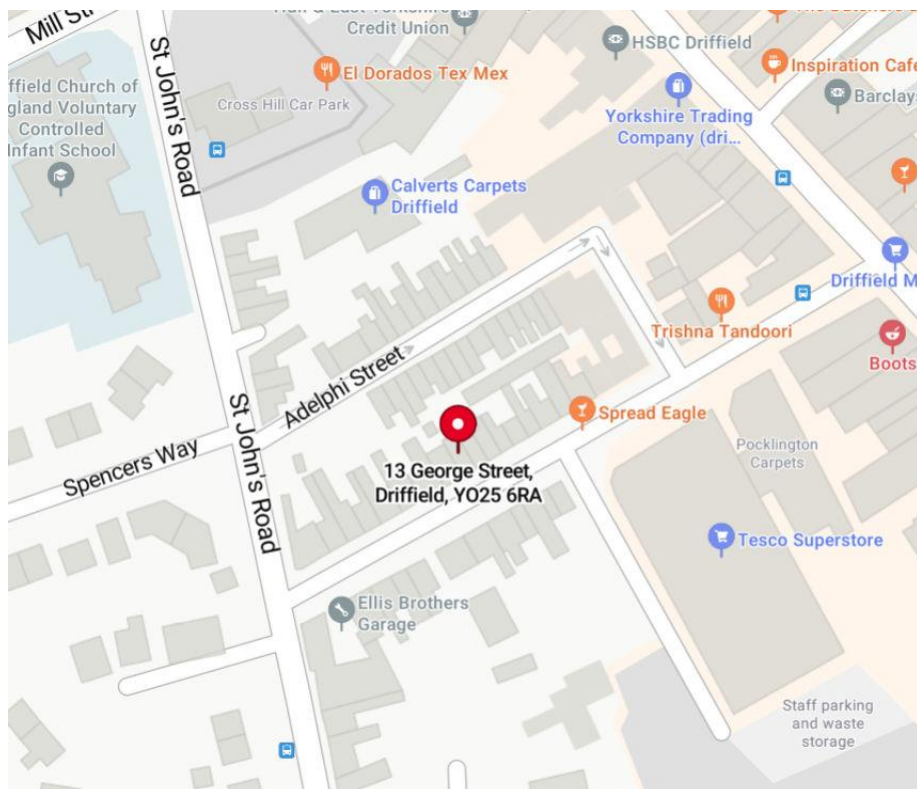 Mill St
St John's Road
Credit Union
El Dorados Tex Mex
Cross Hill Car Park
HSBC Driffield
Inspiration Cafe
Barclay
Yorkshire Trading
Company (dri...
ffield Church of
gland Voluntary
Controlled
Infant School
Calverts Carpets
Driffield
Driffield M
Trishna Tandoori
Boots
Adelphi Street
Spread Eagle
St John's Road
Spencers Way
13 George Street,
Driffield, YO25 6RA
Pocklington
Carpets
Tesco Superstore
Ellis Brothers
Garage
Staff parking
and waste
storage